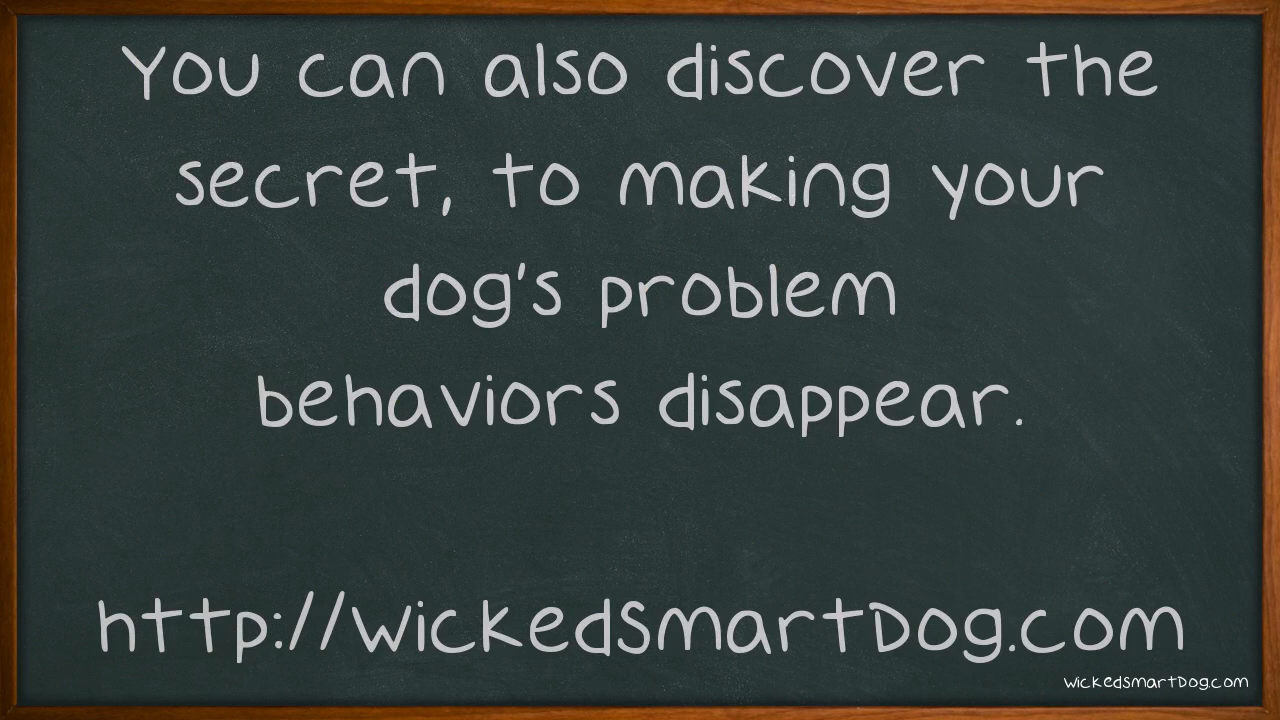 You can also discover the
secret, to making your
dog's problem
behaviors disappear.
http://WickedSmartDog.com
WickedSmartDog.com